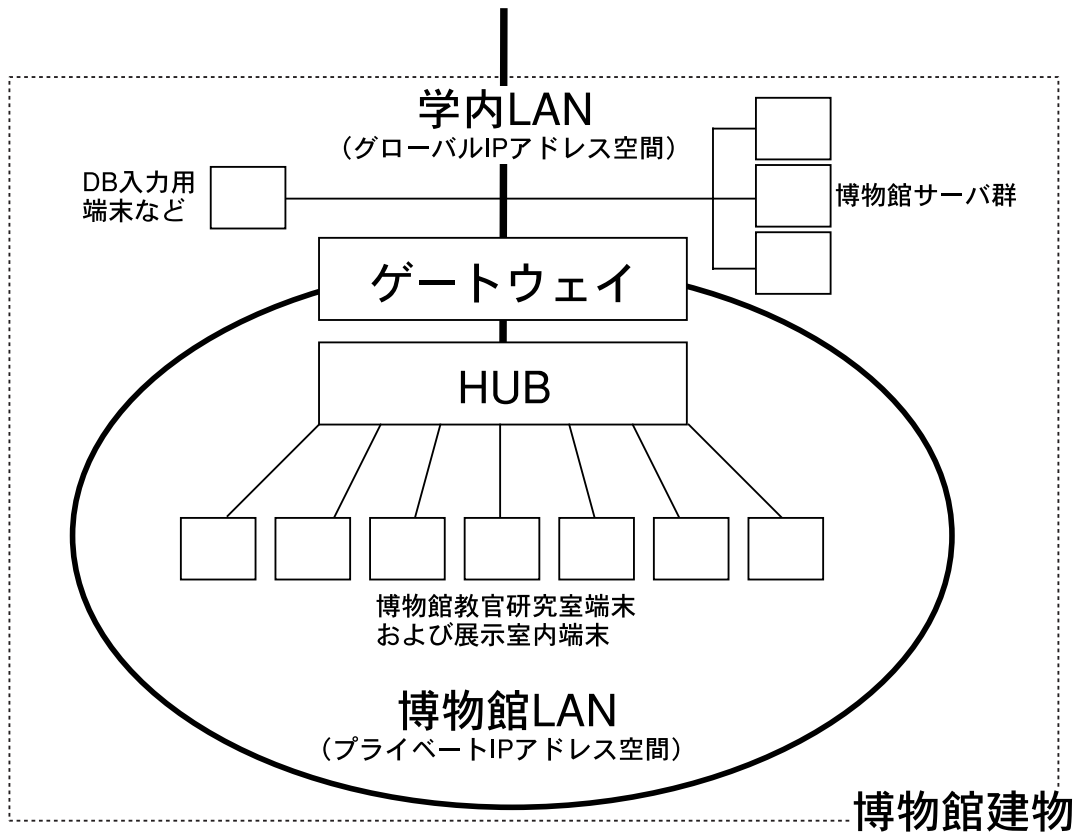 学内LAN
（グローバルIPアドレス空間）
DB入力用
端末など
博物館サーバ群
ゲートウェイ
HUB
博物館教官研究室端末
および展示室内端末
博物館LAN
（プライベートIPアドレス空間）
博物館建物